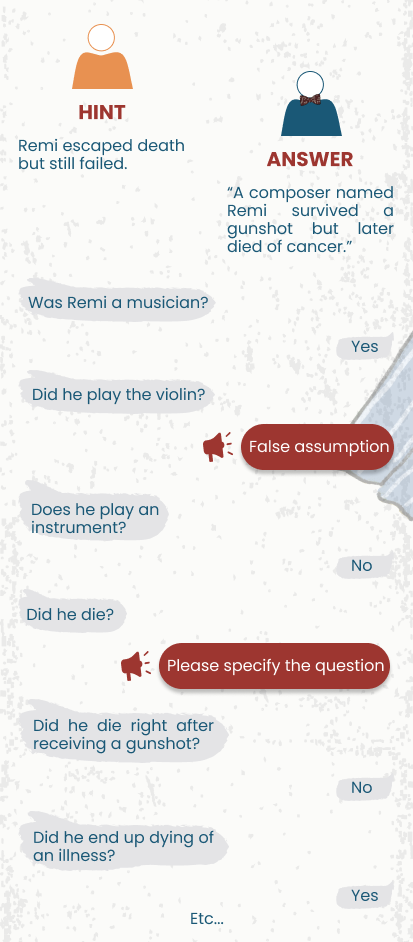 HINT
Remi escaped death
but still failed.
ANSWER
“A composer named
Remi survived a
gunshot but later
died of cancer.”
Was Remi a musician?
Yes
Did he play the violin?
False assumption
Does he play an
instrument?
No
Did he die?
Please specify the question
Did he die right after
receiving a gunshot?
No
Did he end up dying of
an illness?
Yes
Etc...